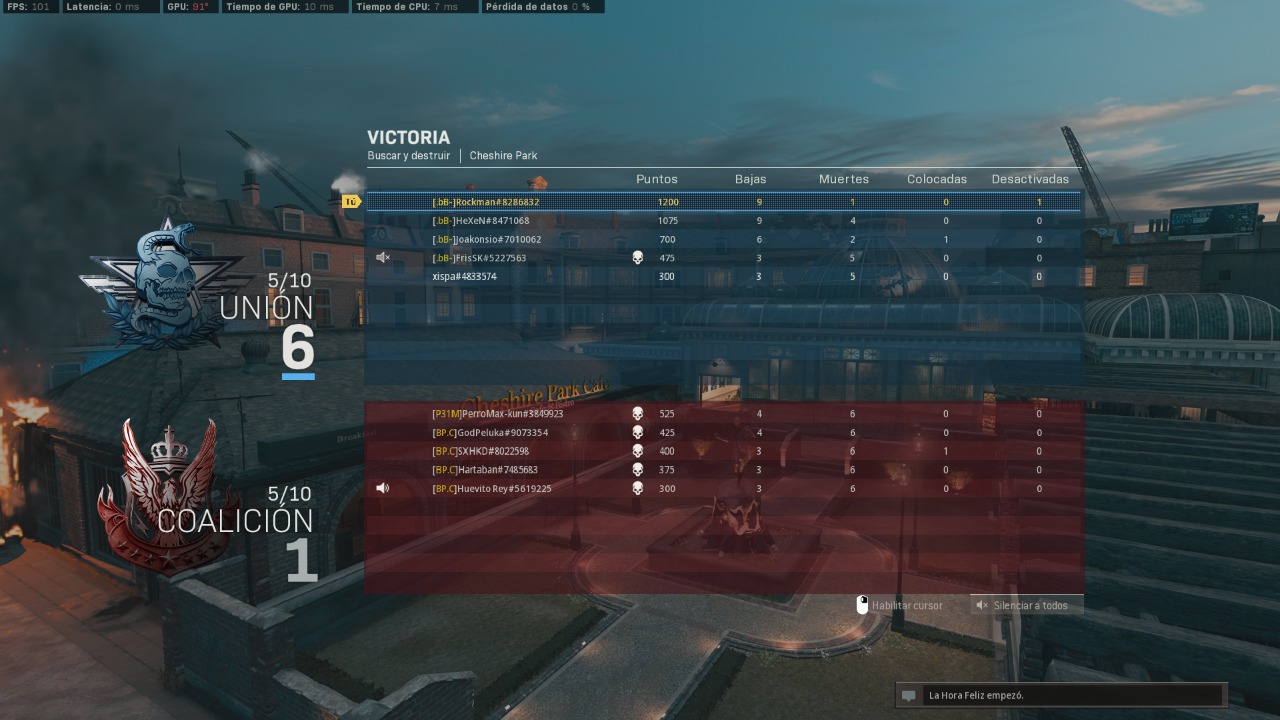 FPS: 101 Latencia: 0 ms GPU: 91° Tiempo de GPU: 10 ms Tiempo de CPU: 7 ms Pérdida de datos 0 %
VICTORIA
Buscar y destruir | Cheshire Park
Puntos Bajas Muertes Colocadas Desactivadas
TÚ [.bB-]Rockman#8286832 1200 9 1 0 1
[.bB-]HeXeN#8471068 1075 9 4 0 0
[.bB-]Joakonsio#7010062 700 6 2 1 0
[.bB-]FrisSK#5227563 475 3 5 0 0
xispa#4833574 300 3 5 0 0
5/10
UNIÓN
6
Cheshire Park Cafe
[P31M]PerroMax-kun#3849923 525 4 6 0 0
[BP.C]GodPeluka#9073354 425 4 6 0 0
[BP.C]SXHKD#8022598 400 3 6 1 0
[BP.C]Hartaban#7485683 375 3 6 0 0
[BP.C]Huevito Rey#5619225 300 3 6 0 0
5/10
COALICIÓN
1
Habilitar cursor Silenciar a todos
La Hora Feliz empezó.